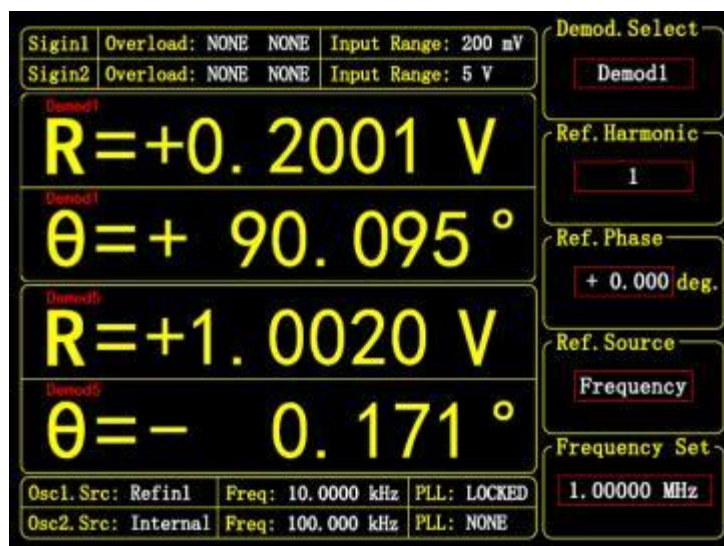 Sigin1 Overload: NONE NONE Input Range: 200 mV
Sigin2 Overload: NONE NONE Input Range: 5 V
Demod1
R=+0.2001 V
Demod1
θ=+ 90.095°
Demod5
R=+1.0020 V
Demod5
θ=- 0.171°
Osc1.Src: Refin1 Freq: 10.0000 kHz PLL: LOCKED
Osc2.Src: Internal Freq: 100.000 kHz PLL: NONE
Demod.Select
Demod1
Ref.Harmonic
1
Ref.Phase
+ 0.000 deg.
Ref.Source
Frequency
Frequency Set
1.00000 MHz